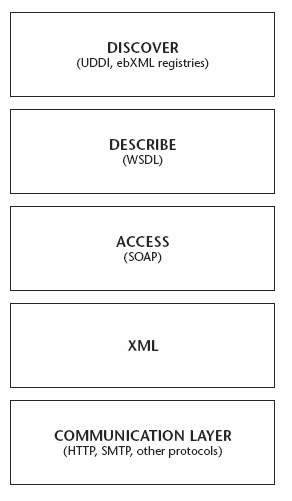 DISCOVER
(UDDI, ebXML registries)
DESCRIBE
(WSDL)
ACCESS
(SOAP)
XML
COMMUNICATION LAYER
(HTTP, SMTP, other protocols)